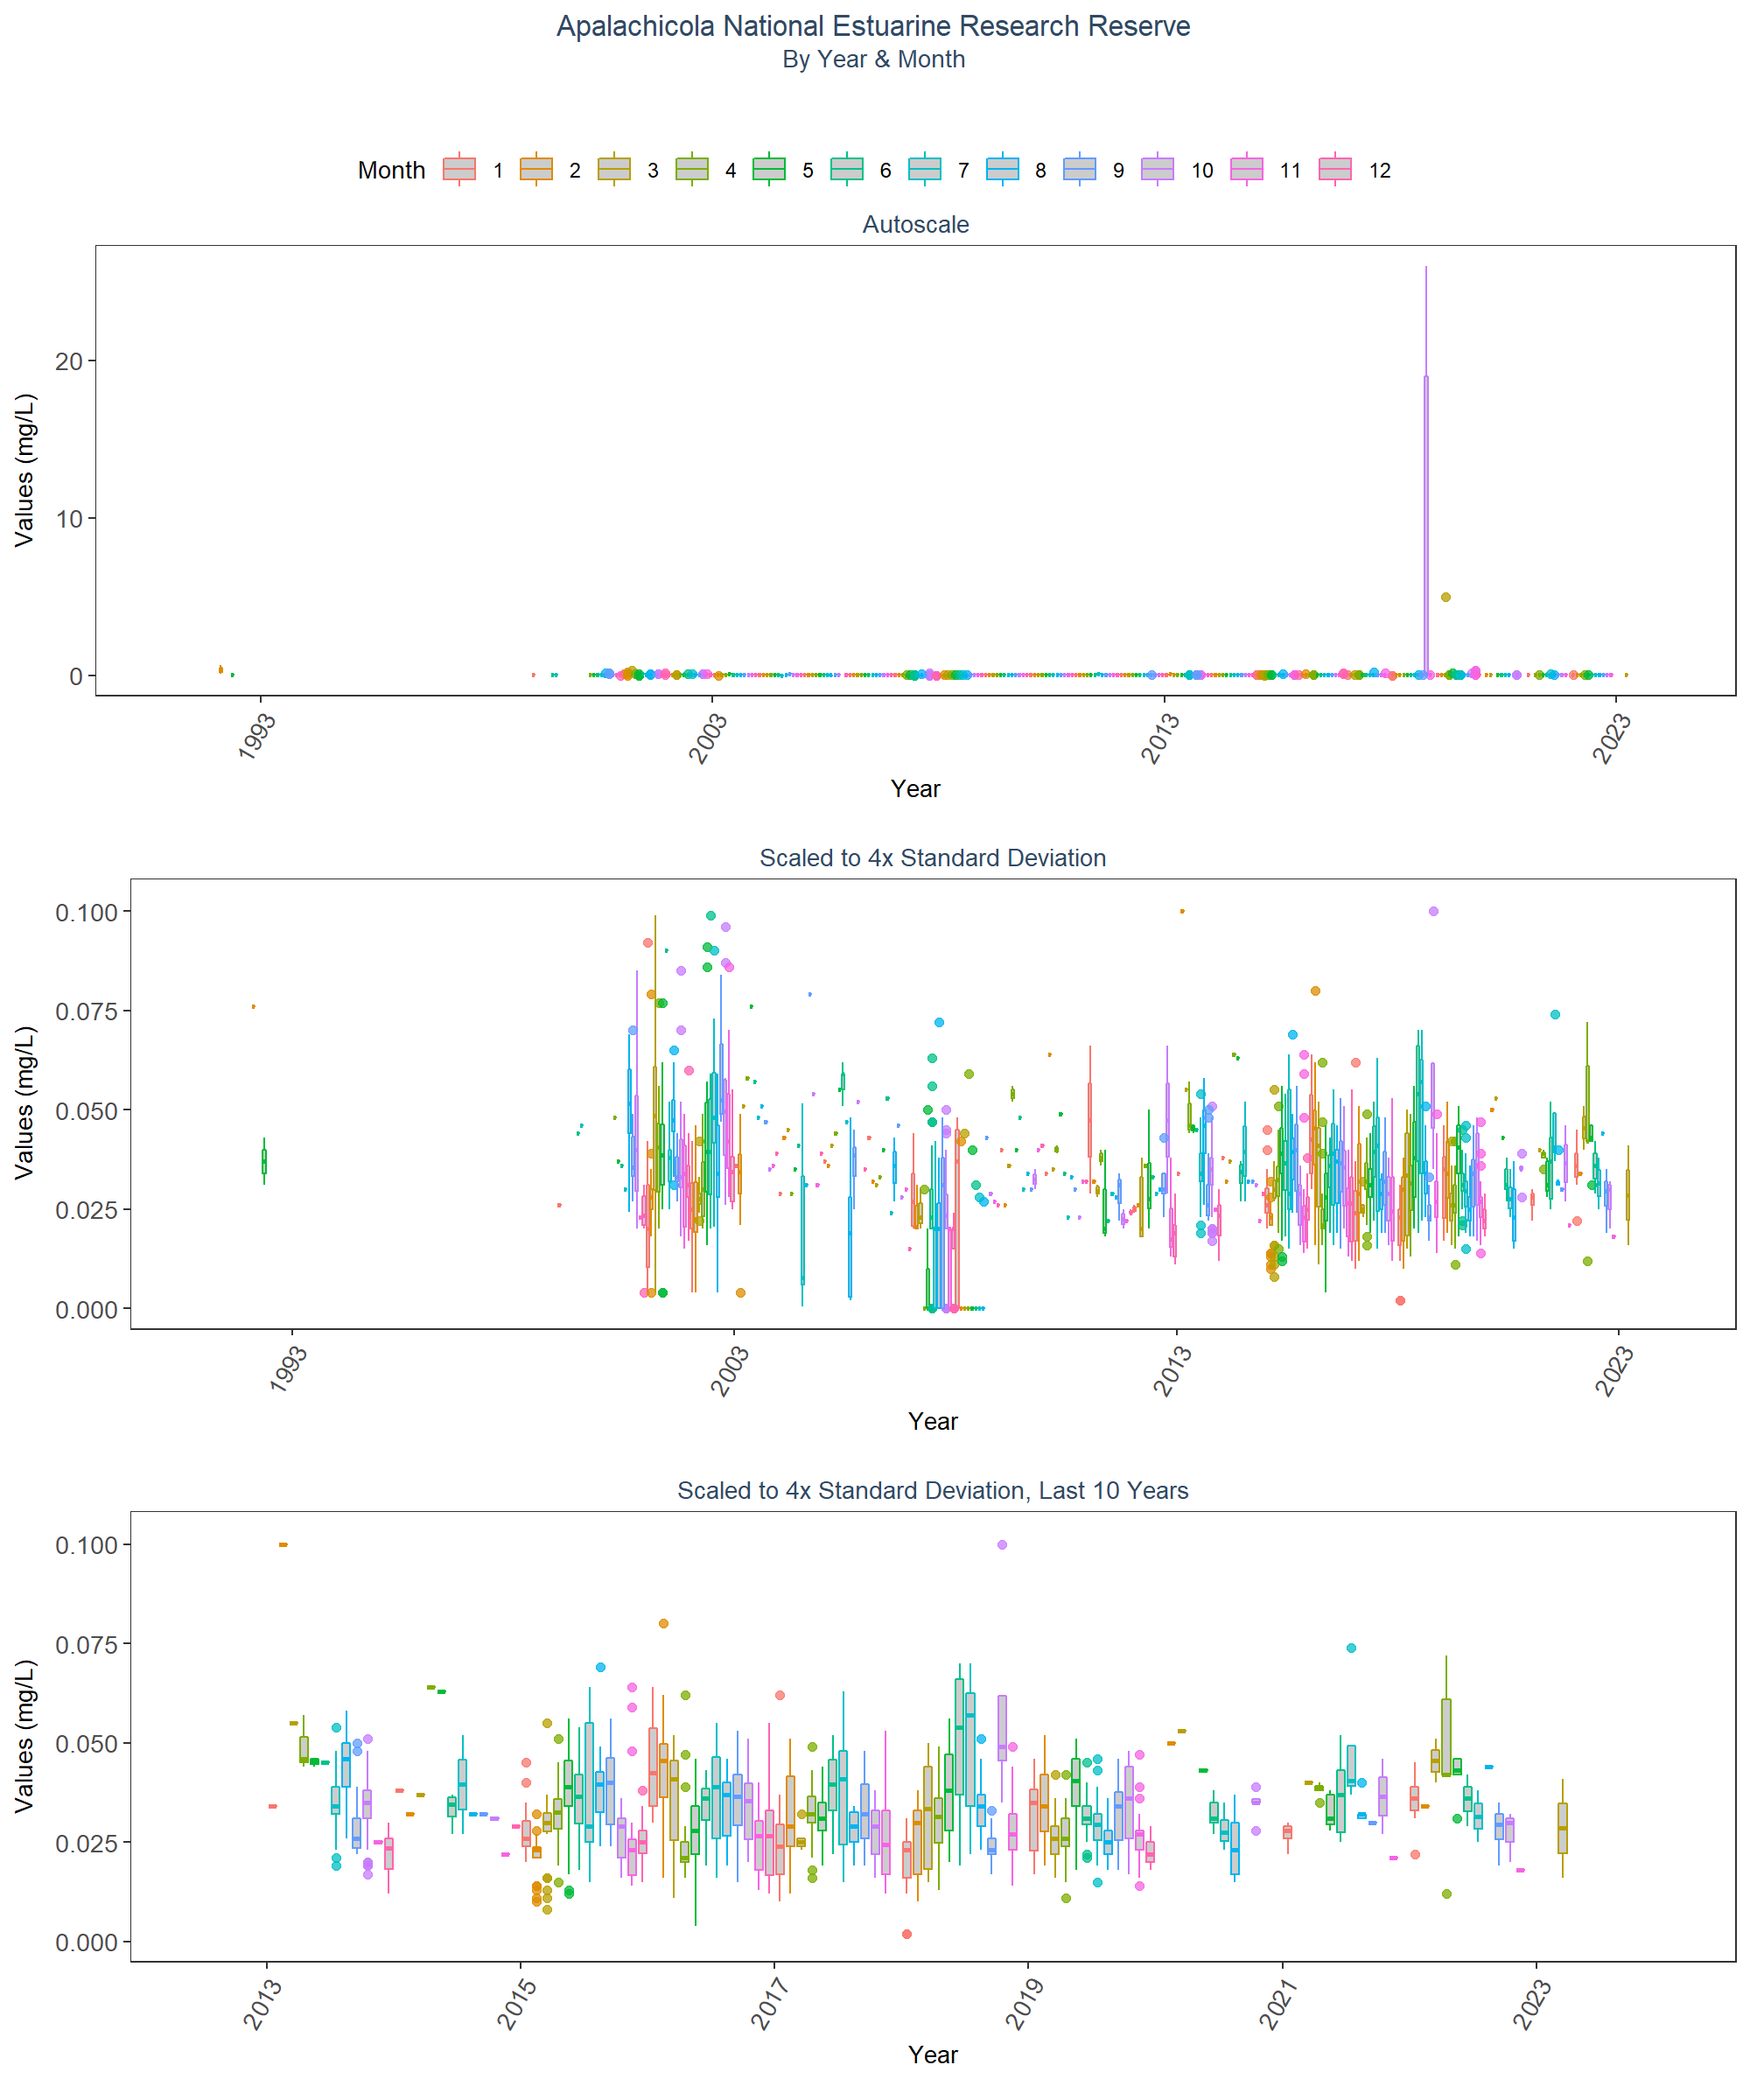 Apalachicola National Estuarine Research Reserve
By Year & Month
Month 1 2 3 4 5 6 7 8 9 10 11 12
Autoscale
Values (mg/L)
20
10
0
1993 2003 2013 2023
Year
Scaled to 4x Standard Deviation
Values (mg/L)
0.100
0.075
0.050
0.025
0.000
1993 2003 2013 2023
Year
Scaled to 4x Standard Deviation, Last 10 Years
Values (mg/L)
0.100
0.075
0.050
0.025
0.000
2013 2015 2017 2019 2021 2023
Year